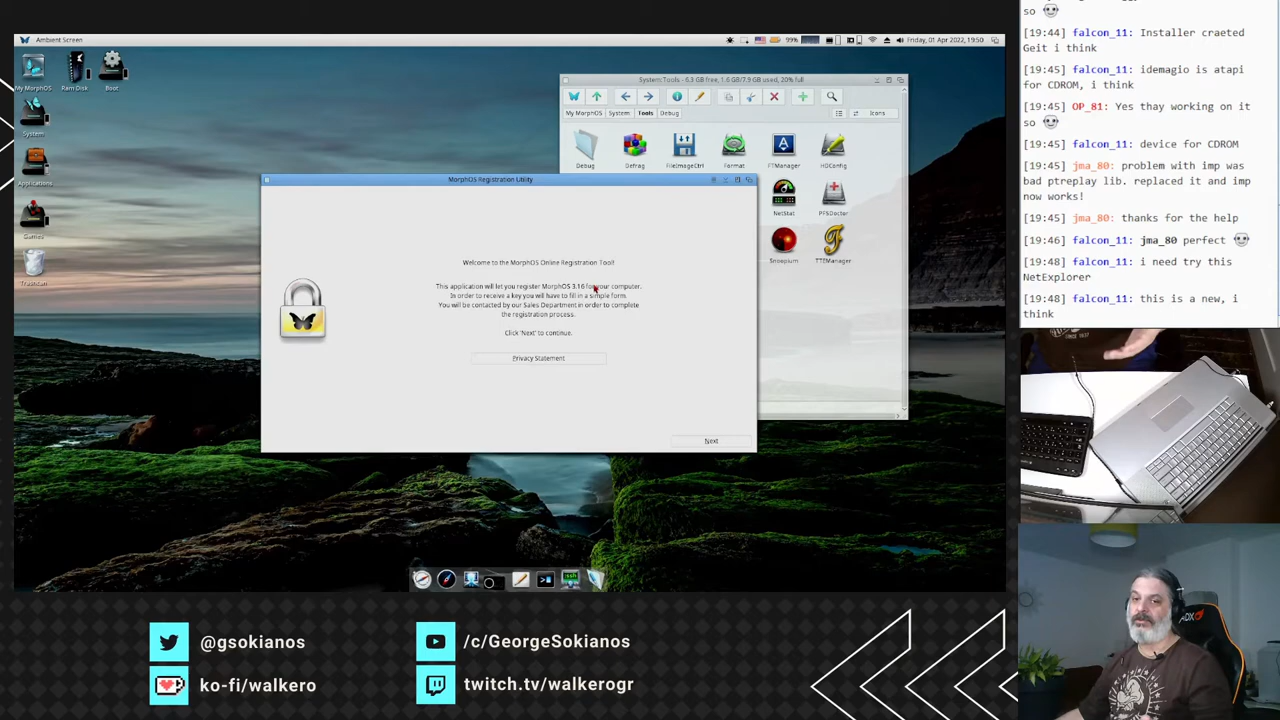 Ambient Screen
99%
Friday, 01 Apr 2022, 19:50
My MorphOS
Ram Disk
Boot
System
Applications
Games
Trashcan
System:Tools - 6.3 GB free, 1.6 GB/7.9 GB used, 20% full
My MorphOS
System
Tools
Debug
Icons
Debug
Defrag
FileImageCtrl
Format
FTManager
HDConfig
NetStat
PFSDoctor
Snoopium
TTEManager
MorphOS Registration Utility
Welcome to the MorphOS Online Registration Tool!
This application will let you register MorphOS 3.16 for your computer.
In order to receive a key you will have to fill in a simple form.
You will be contacted by our Sales Department in order to complete
the registration process.
Click 'Next' to continue.
Privacy Statement
Next
so
[19:44] falcon_11: Installer craeted
Geit i think
[19:45] falcon_11: idemagio is atapi
for CDROM, i think
[19:45] OP_81: Yes thay working on it
so
[19:45] falcon_11: device for CDROM
[19:45] jma_80: problem with imp was
bad ptreplay lib. replaced it and imp
now works!
[19:45] jma_80: thanks for the help
[19:46] falcon_11: jma_80 perfect
[19:48] falcon_11: i need try this
NetExplorer
[19:48] falcon_11: this is a new, i
think
@gsokianos
/c/GeorgeSokianos
ko-fi/walkero
twitch.tv/walkerogr